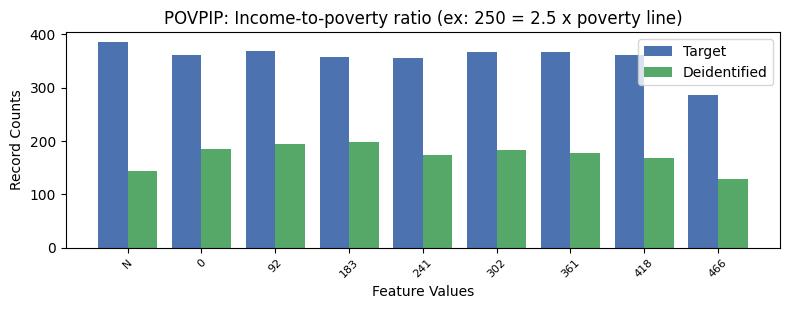 POVPIP: Income-to-poverty ratio (ex: 250 = 2.5 x poverty line)
400
300
200
100
0
Record Counts
Target
Deidentified
N
0
92
183
241
302
361
418
466
Feature Values